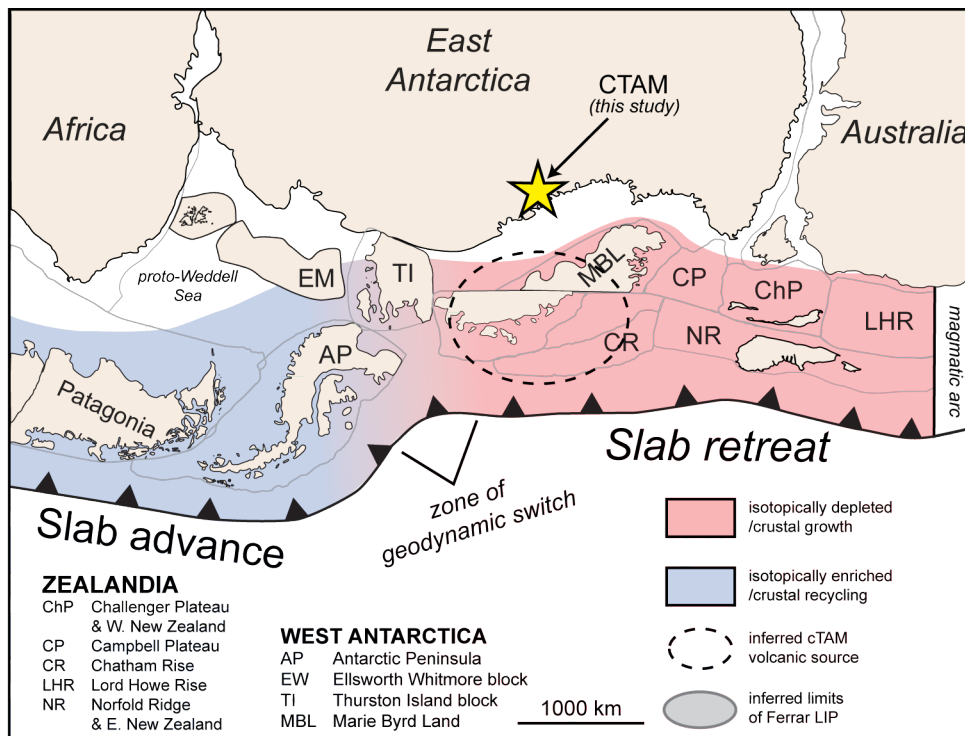 East
Antarctica
CTAM
(this study)
Africa
Australia
proto-Weddell
Sea
EM
TI
MBL
CP
ChP
LHR
AP
CR
NR
magmatic arc
Patagonia
Slab retreat
zone of
geodynamic switch
Slab advance
isotopically depleted
/crustal growth
isotopically enriched
/crustal recycling
inferred cTAM
volcanic source
inferred limits
of Ferrar LIP
ZEALANDIA
ChP Challenger Plateau
& W. New Zealand
CP Campbell Plateau
CR Chatham Rise
LHR Lord Howe Rise
NR Norfold Ridge
& E. New Zealand
WEST ANTARCTICA
AP Antarctic Peninsula
EW Ellsworth Whitmore block
TI Thurston Island block
MBL Marie Byrd Land
1000 km